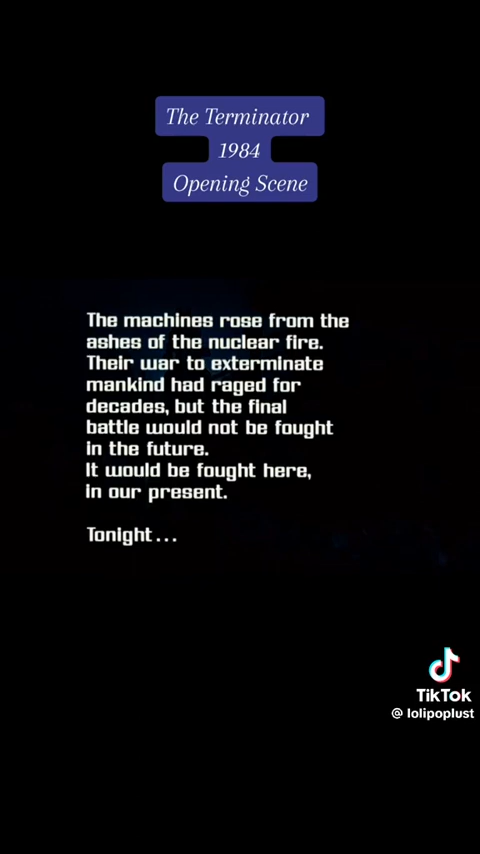 The Terminator
1984
Opening Scene
The machines rose from the
ashes of the nuclear fire.
Their war to exterminate
mankind had raged for
decades, but the final
battle would not be fought
in the future.
It would be fought here,
in our present.
Tonight...
TikTok
@ lolipoplust